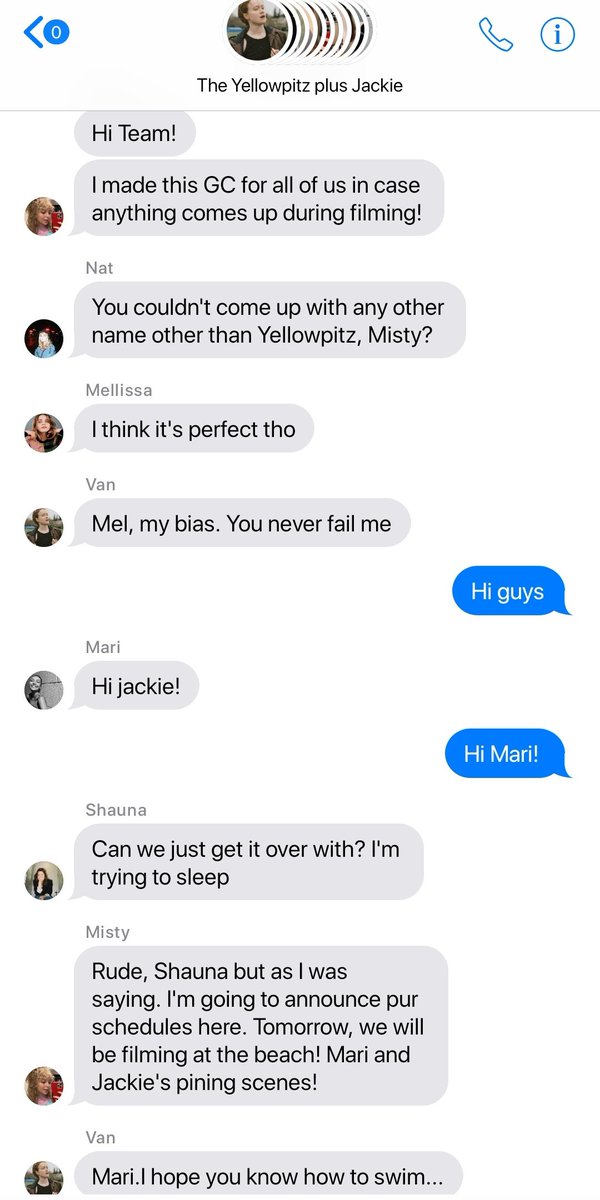 0
The Yellowpitz plus Jackie
Hi Team!
I made this GC for all of us in case
anything comes up during filming!
Nat
You couldn't come up with any other
name other than Yellowpitz, Misty?
Mellissa
I think it's perfect tho
Van
Mel, my bias. You never fail me
Hi guys
Mari
Hi jackie!
Hi Mari!
Shauna
Can we just get it over with? I'm
trying to sleep
Misty
Rude, Shauna but as I was
saying. I'm going to announce pur
schedules here. Tomorrow, we will
be filming at the beach! Mari and
Jackie's pining scenes!
Van
Mari.I hope you know how to swim...